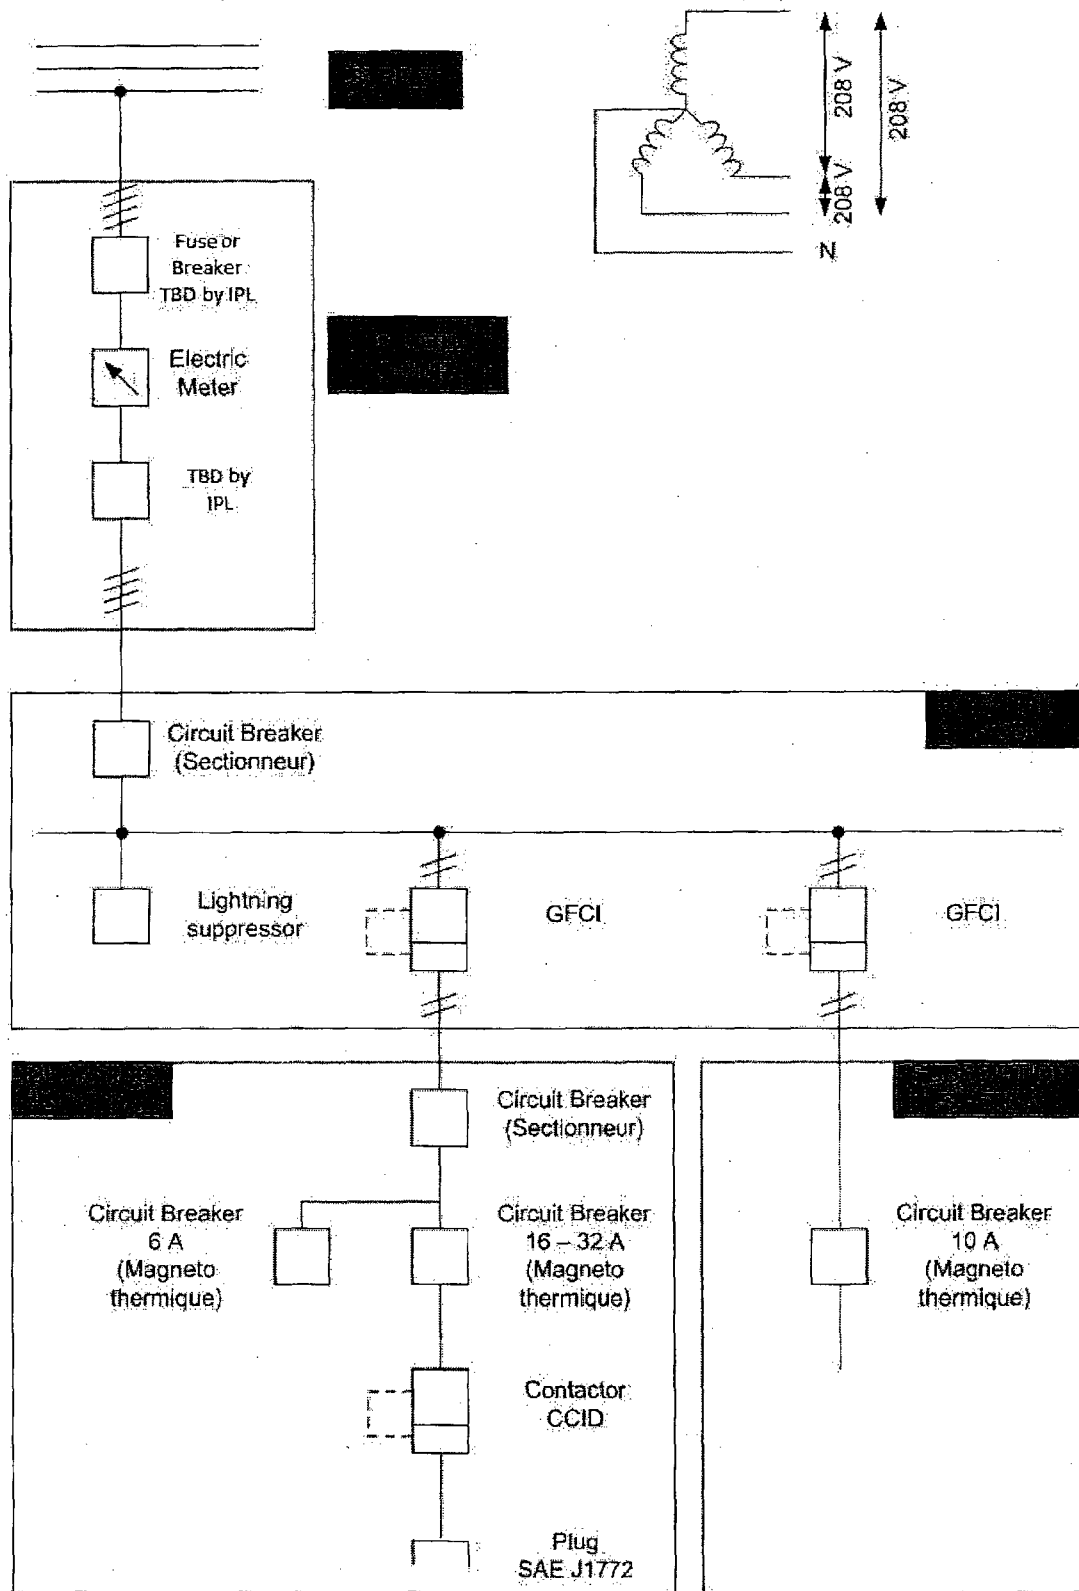 208 V
208 V
208 V
N
Fuse or
Breaker
TBD by IPL
Electric
Meter
TBD by
IPL
Circuit Breaker
(Sectionneur)
Lightning
suppressor
GFCI
GFCI
Circuit Breaker
(Sectionneur)
Circuit Breaker
6 A
(Magneto
thermique)
Circuit Breaker
16 – 32 A
(Magneto
thermique)
Circuit Breaker
10 A
(Magneto
thermique)
Contactor
CCID
Plug
SAE J1772